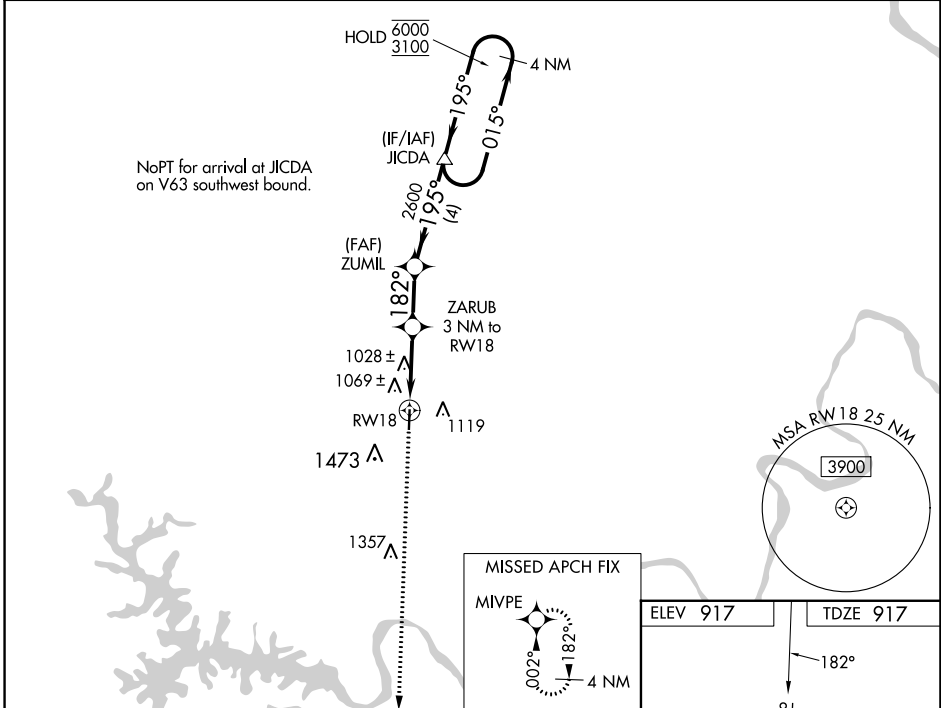 HOLD 6000
3100
4 NM
195°
015°
(IF/IAF)
JICDA
NoPT for arrival at JICDA
on V63 southwest bound.
2600
195°
(4)
(FAF)
ZUMIL
182°
ZARUB
3 NM to
RW18
1028 ±
1069 ±
RW18
1119
1473
MSA RW18 25 NM
3900
1357
MISSED APCH FIX
MIVPE
002°
182°
4 NM
ELEV 917
TDZE 917
182°